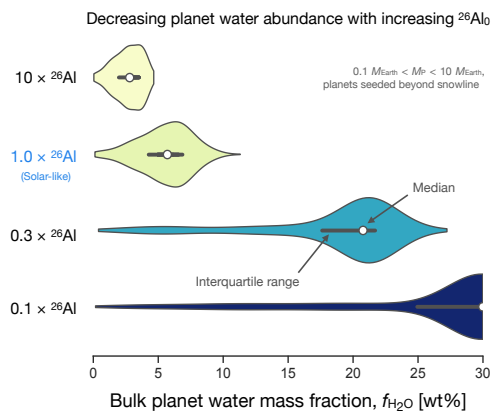 Decreasing planet water abundance with increasing ²⁶Al₀
0.1 M_Earth < M_P < 10 M_Earth,
planets seeded beyond snowline
10 × ²⁶Al
1.0 × ²⁶Al
(Solar-like)
Median
0.3 × ²⁶Al
Interquartile range
0.1 × ²⁶Al
0 5 10 15 20 25 30
Bulk planet water mass fraction, f_H₂O [wt%]